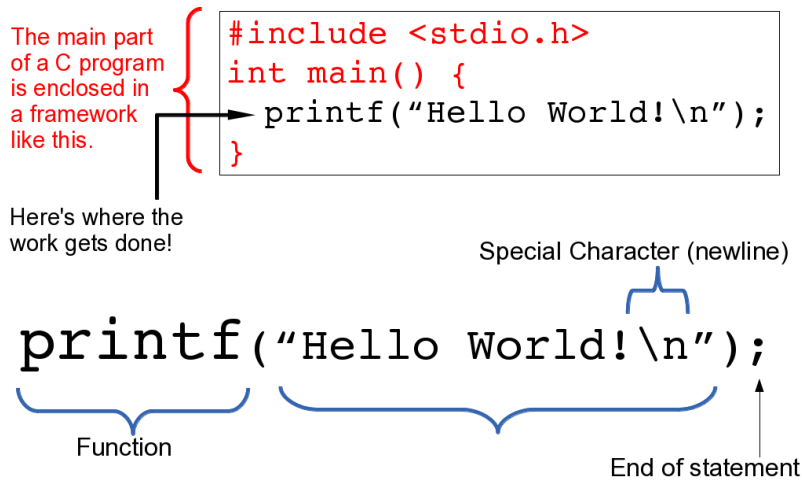 The main part
of a C program
is enclosed in
a framework
like this.
#include <stdio.h>
int main() {
printf(“Hello World!\n”);
}
Here's where the
work gets done!
Special Character (newline)
printf(“Hello World!\n”);
Function
End of statement